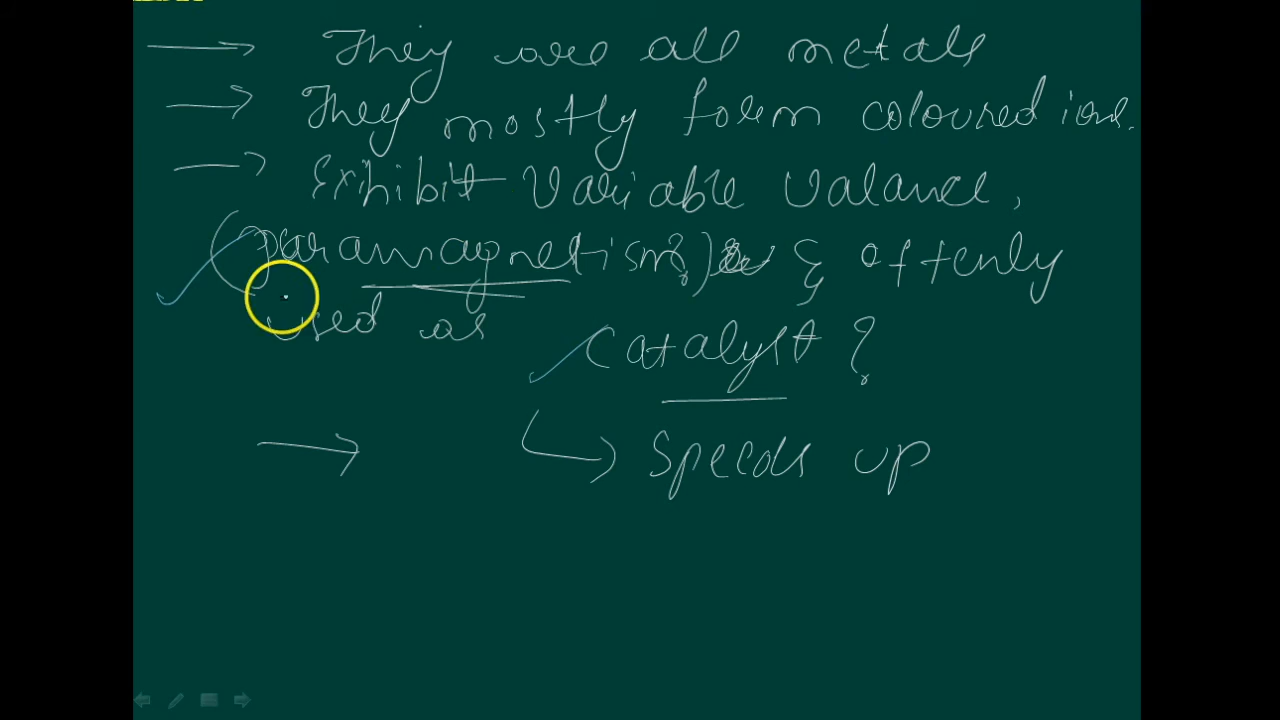 → They are all metals
→ They mostly form coloured ions.
→ Exhibit Variable Valance,
(paramagnetism?) & oftenly
used as
Catalyst?
→ ↳ Speeds up